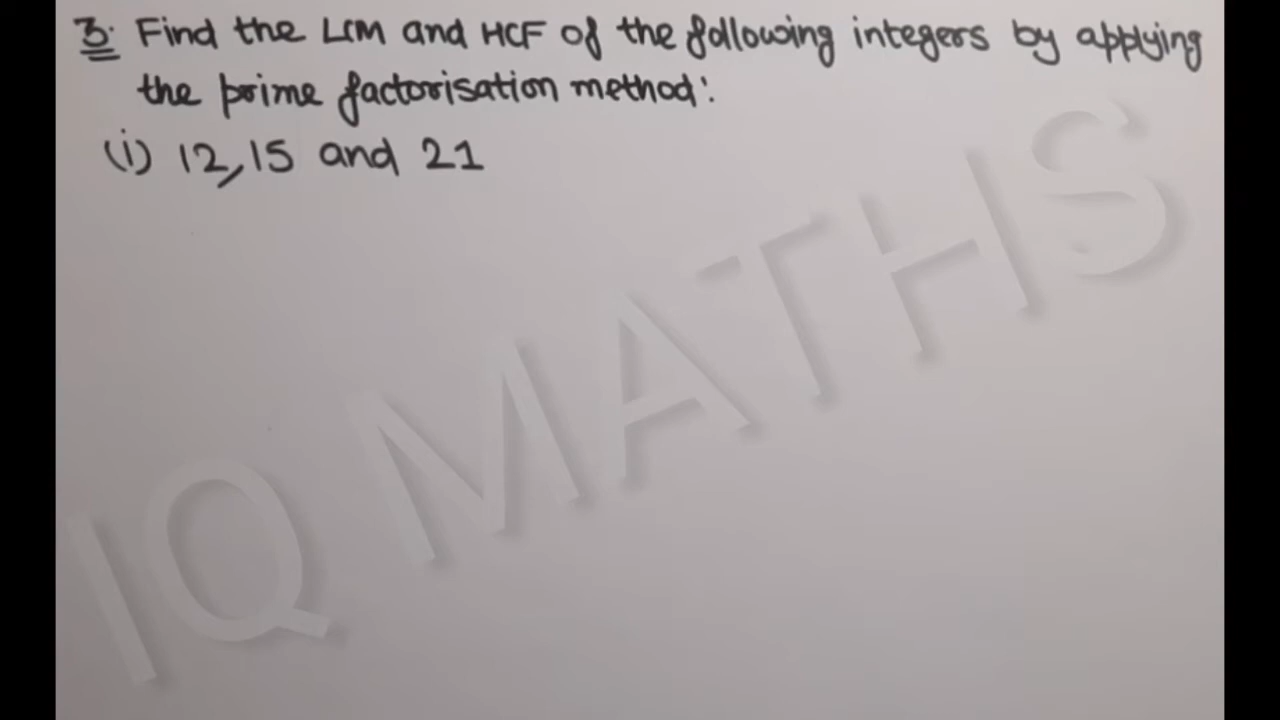 3. Find the LCM and HCF of the following integers by applying
the prime factorisation method:
(i) 12, 15 and 21
IQ MATHS